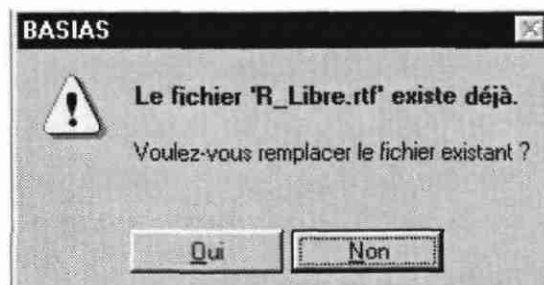 BASIAS
Le fichier 'R_Libre.rtf' existe déjà.
Voulez-vous remplacer le fichier existant ?
Oui Non